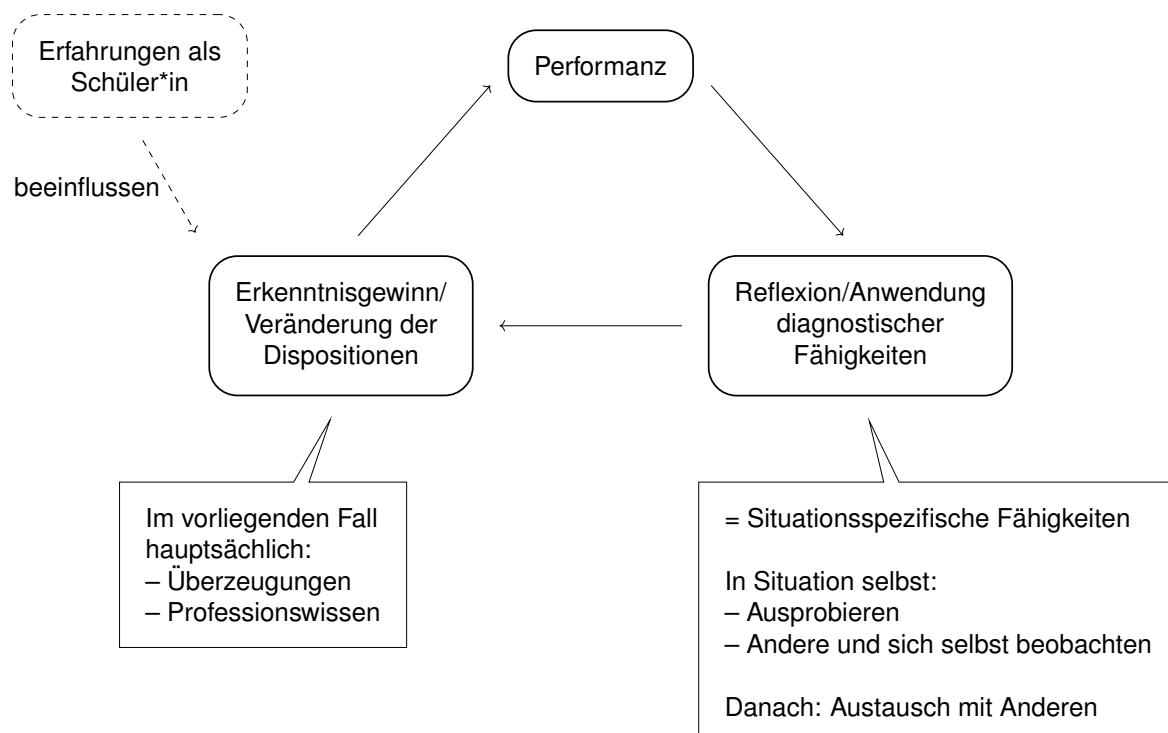 Erfahrungen als
Schüler*in
Performanz
beeinflussen
Erkenntnisgewinn/
Veränderung der
Dispositionen
Reflexion/Anwendung
diagnostischer
Fähigkeiten
Im vorliegenden Fall
hauptsächlich:
– Überzeugungen
– Professionswissen
= Situationsspezifische Fähigkeiten
In Situation selbst:
– Ausprobieren
– Andere und sich selbst beobachten
Danach: Austausch mit Anderen